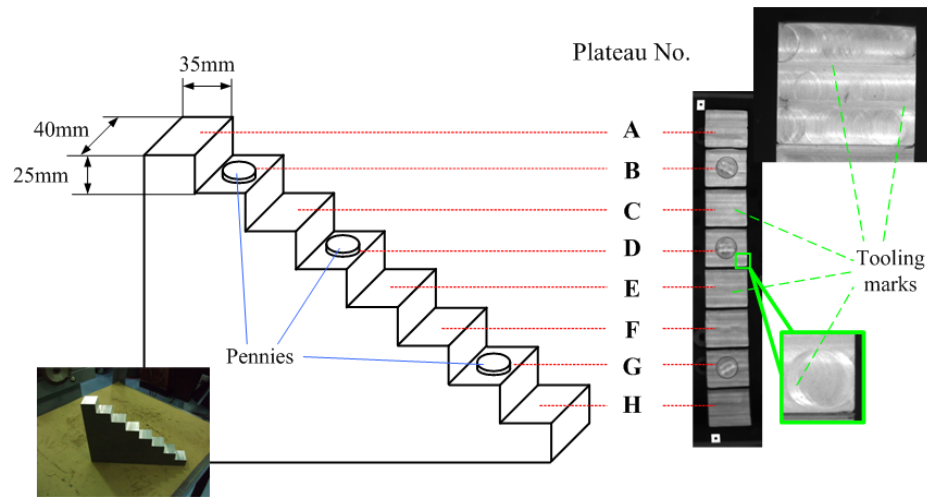 35mm
Plateau No.
40mm
25mm
A
B
C
D
E
F
G
H
Pennies
Tooling
marks